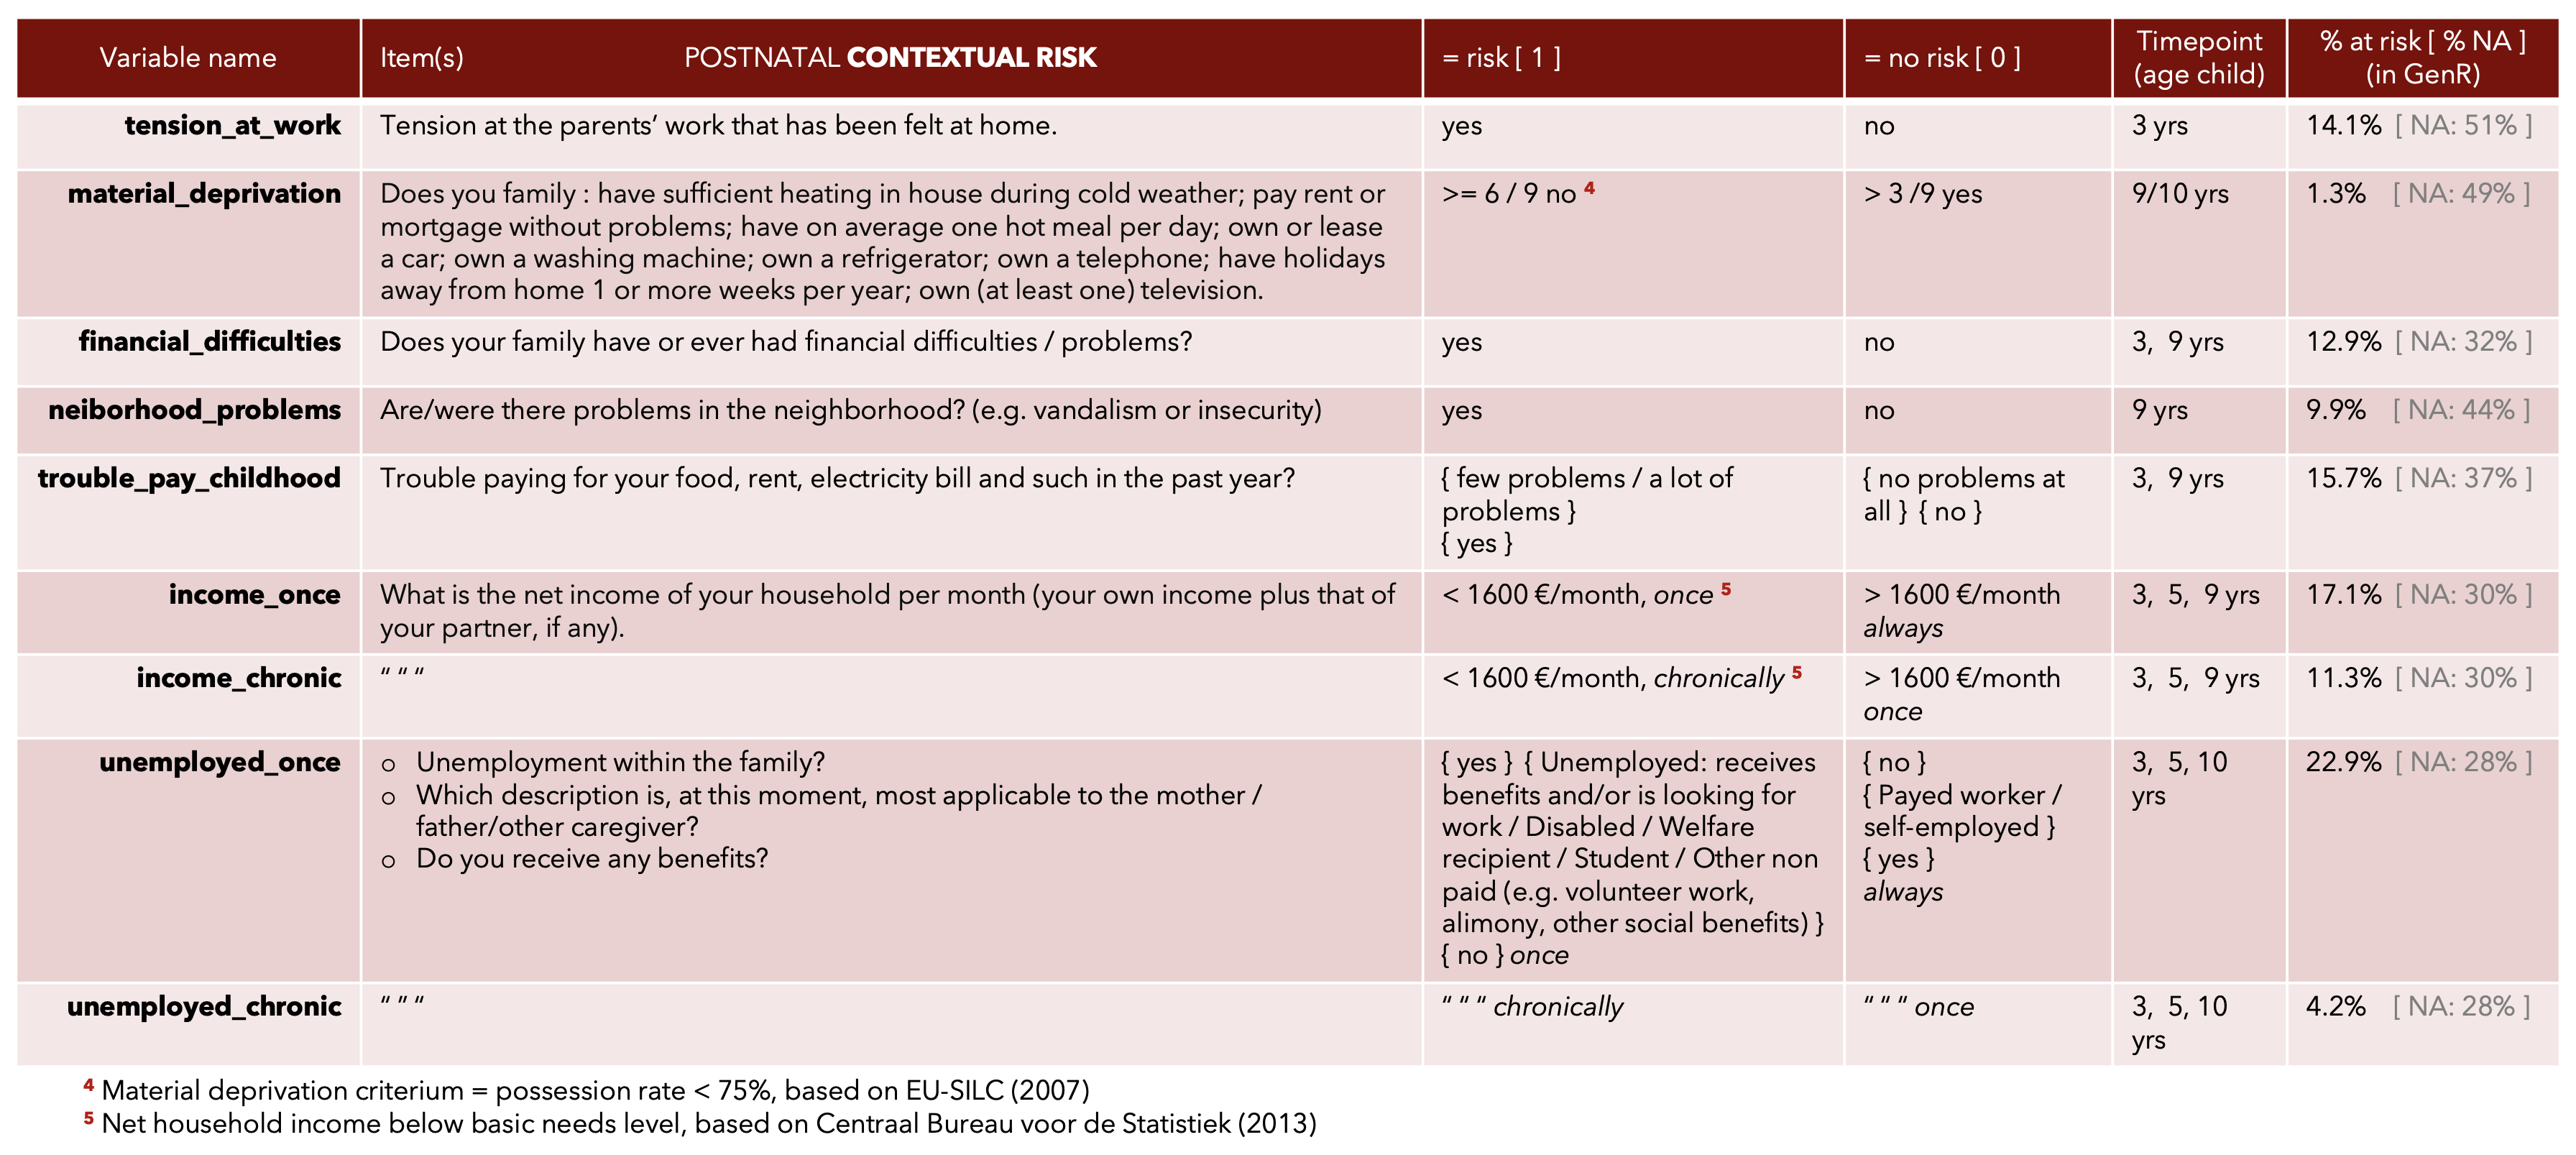 Variable name
Item(s) POSTNATAL CONTEXTUAL RISK
= risk [ 1 ]
= no risk [ 0 ]
Timepoint
(age child)
% at risk [ % NA ]
(in GenR)
tension_at_work
Tension at the parents’ work that has been felt at home.
yes
no
3 yrs
14.1% [ NA: 51% ]
material_deprivation
Does you family : have sufficient heating in house during cold weather; pay rent or
mortgage without problems; have on average one hot meal per day; own or lease
a car; own a washing machine; own a refrigerator; own a telephone; have holidays
away from home 1 or more weeks per year; own (at least one) television.
>= 6 / 9 no 4
> 3 /9 yes
9/10 yrs
1.3% [ NA: 49% ]
financial_difficulties
Does your family have or ever had financial difficulties / problems?
yes
no
3, 9 yrs
12.9% [ NA: 32% ]
neiborhood_problems
Are/were there problems in the neighborhood? (e.g. vandalism or insecurity)
yes
no
9 yrs
9.9% [ NA: 44% ]
trouble_pay_childhood
Trouble paying for your food, rent, electricity bill and such in the past year?
{ few problems / a lot of
problems }
{ yes }
{ no problems at
all } { no }
3, 9 yrs
15.7% [ NA: 37% ]
income_once
What is the net income of your household per month (your own income plus that of
your partner, if any).
< 1600 €/month, once 5
> 1600 €/month
always
3, 5, 9 yrs
17.1% [ NA: 30% ]
income_chronic
“ “ “
< 1600 €/month, chronically 5
> 1600 €/month
once
3, 5, 9 yrs
11.3% [ NA: 30% ]
unemployed_once
o Unemployment within the family?
o Which description is, at this moment, most applicable to the mother /
father/other caregiver?
o Do you receive any benefits?
{ yes } { Unemployed: receives
benefits and/or is looking for
work / Disabled / Welfare
recipient / Student / Other non
paid (e.g. volunteer work,
alimony, other social benefits) }
{ no } once
{ no }
{ Payed worker /
self-employed }
{ yes }
always
3, 5, 10
yrs
22.9% [ NA: 28% ]
unemployed_chronic
“ “ “
“ “ “ chronically
“ “ “ once
3, 5, 10
yrs
4.2% [ NA: 28% ]
4 Material deprivation criterium = possession rate < 75%, based on EU-SILC (2007)
5 Net household income below basic needs level, based on Centraal Bureau voor de Statistiek (2013)